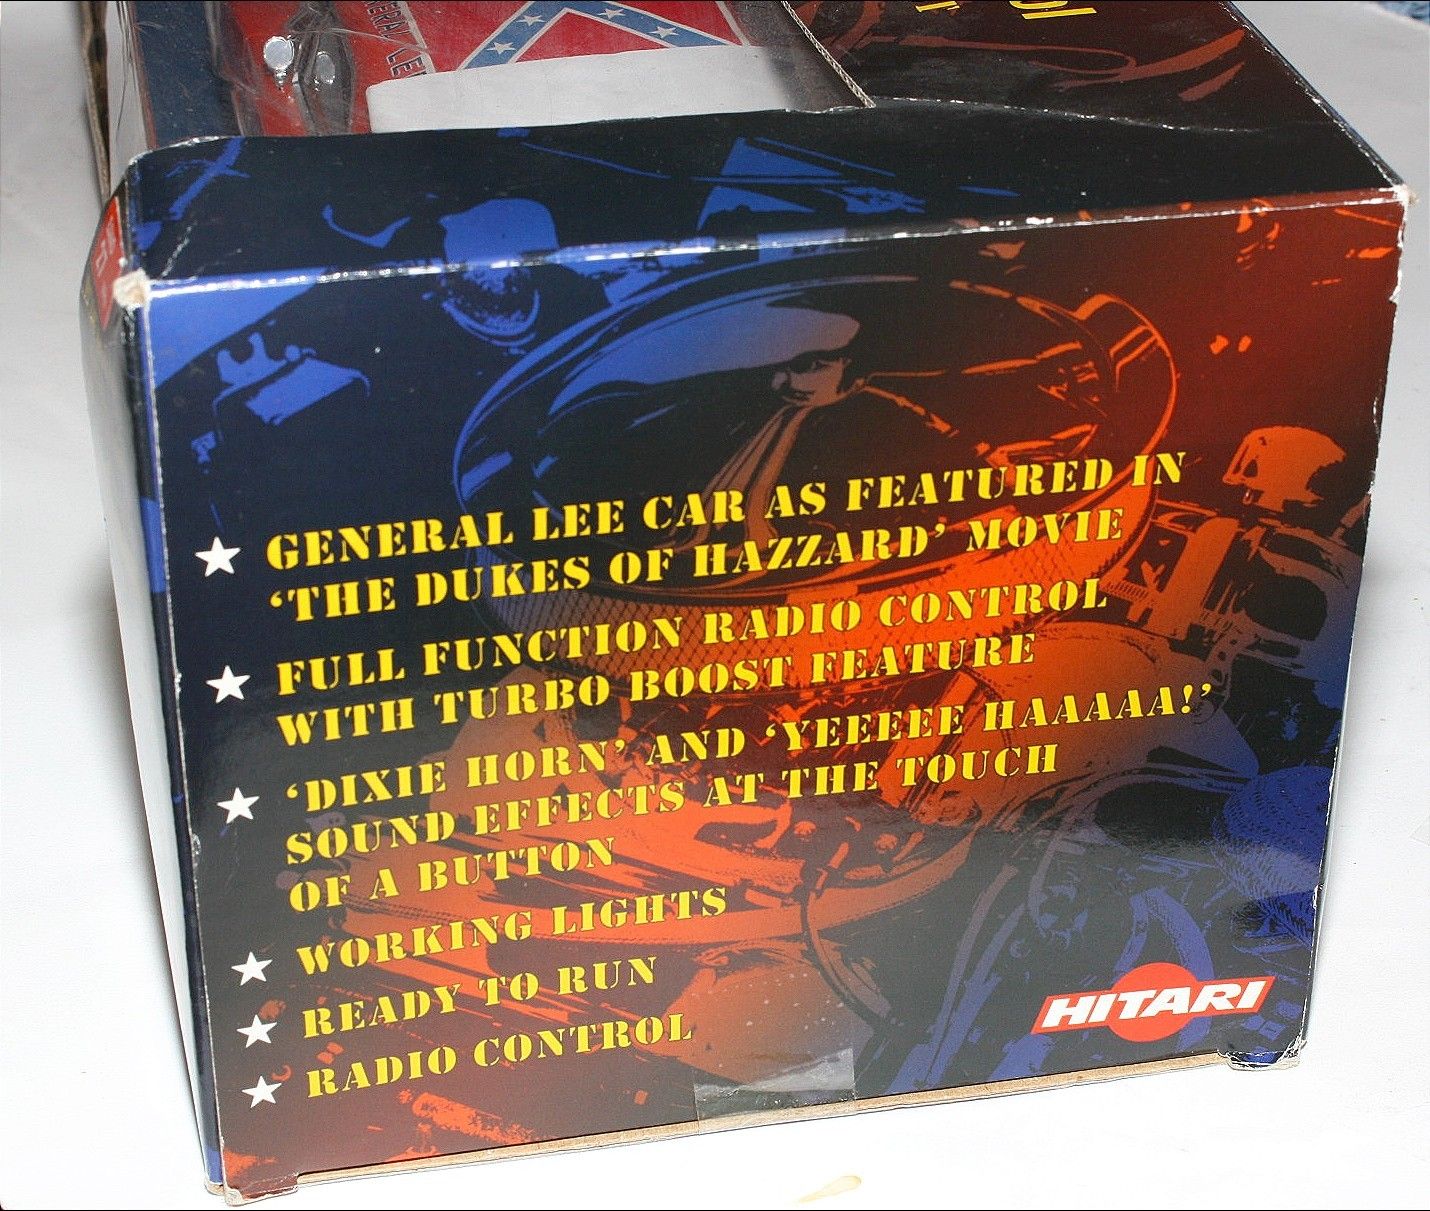 GENERAL LEE CAR AS FEATURED IN
‘THE DUKES OF HAZZARD’ MOVIE
FULL FUNCTION RADIO CONTROL
WITH TURBO BOOST FEATURE
‘DIXIE HORN’ AND ‘YEEEEE HAAAAA!’
SOUND EFFECTS AT THE TOUCH
OF A BUTTON
WORKING LIGHTS
READY TO RUN
RADIO CONTROL
HITARI